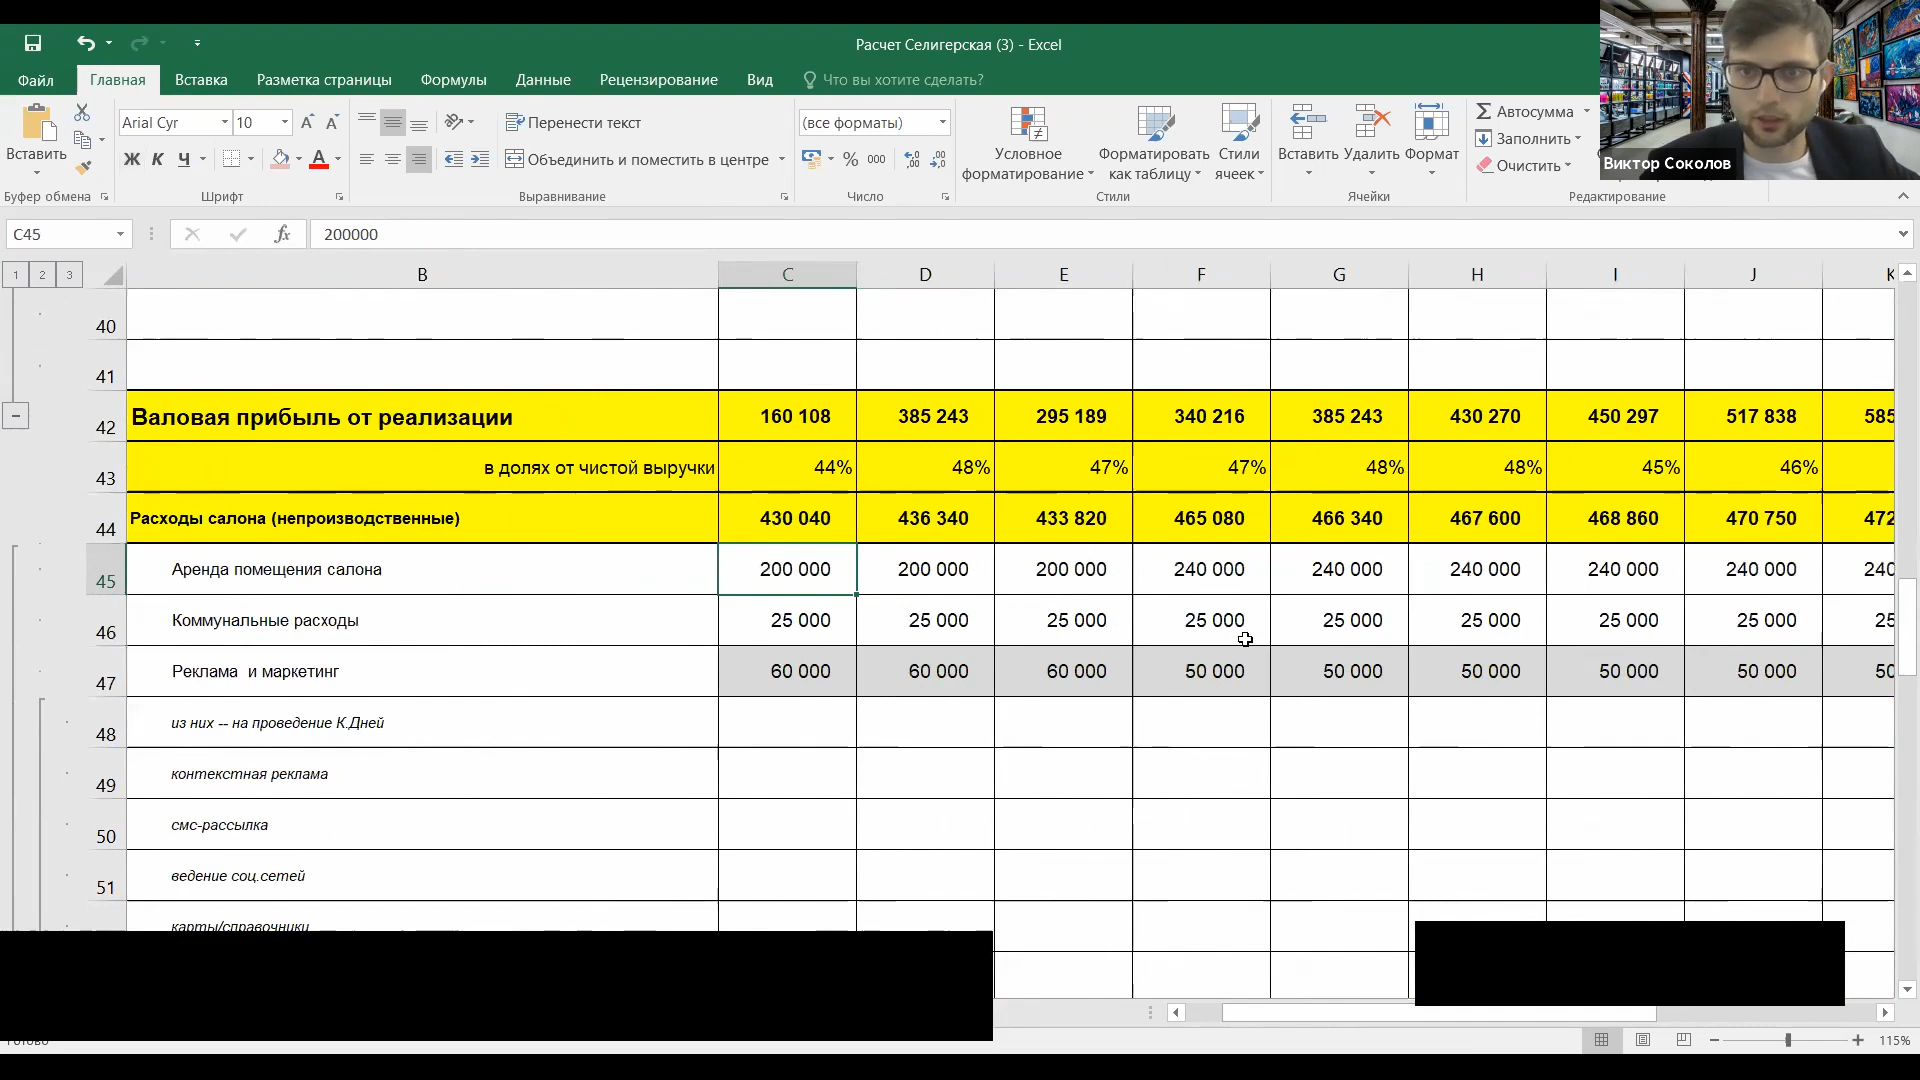 Расчет Селигерская (3) - Excel
Файл Главная Вставка Разметка страницы Формулы Данные Рецензирование Вид Что вы хотите сделать?
Вставить
Буфер обмена
Arial Cyr 10
Ж К Ч
Шрифт
Перенести текст
Объединить и поместить в центре
Выравнивание
(все форматы)
% 000
Число
Условное форматирование
Форматировать как таблицу
Стили ячеек
Стили
Вставить Удалить Формат
Ячейки
Автосумма
Заполнить
Очистить
Редактирование
Виктор Соколов
C45 fx 200000
1 2 3 B C D E F G H I J K
40
41
42 Валовая прибыль от реализации 160 108 385 243 295 189 340 216 385 243 430 270 450 297 517 838 585
43 в долях от чистой выручки 44% 48% 47% 47% 48% 48% 45% 46%
44 Расходы салона (непроизводственные) 430 040 436 340 433 820 465 080 466 340 467 600 468 860 470 750 472
45 Аренда помещения салона 200 000 200 000 200 000 240 000 240 000 240 000 240 000 240 000 240
46 Коммунальные расходы 25 000 25 000 25 000 25 000 25 000 25 000 25 000 25 000 25
47 Реклама и маркетинг 60 000 60 000 60 000 50 000 50 000 50 000 50 000 50 000 50
48 из них -- на проведение К.Дней
49 контекстная реклама
50 смс-рассылка
51 ведение соц.сетей
карты/справочники
115%